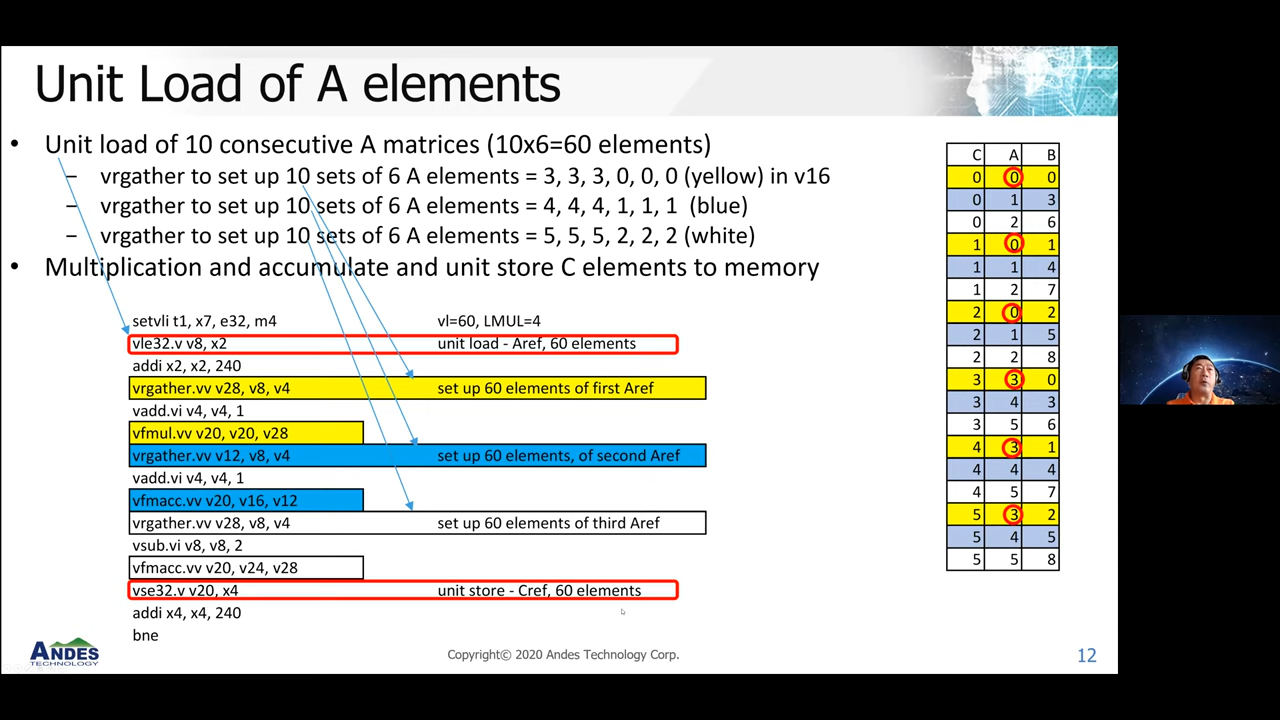 Unit Load of A elements
• Unit load of 10 consecutive A matrices (10x6=60 elements)
– vrgather to set up 10 sets of 6 A elements = 3, 3, 3, 0, 0, 0 (yellow) in v16
– vrgather to set up 10 sets of 6 A elements = 4, 4, 4, 1, 1, 1 (blue)
– vrgather to set up 10 sets of 6 A elements = 5, 5, 5, 2, 2, 2 (white)
• Multiplication and accumulate and unit store C elements to memory
setvli t1, x7, e32, m4 vl=60, LMUL=4
vle32.v v8, x2 unit load - Aref, 60 elements
addi x2, x2, 240
vrgather.vv v28, v8, v4 set up 60 elements of first Aref
vadd.vi v4, v4, 1
vfmul.vv v20, v20, v28
vrgather.vv v12, v8, v4 set up 60 elements, of second Aref
vadd.vi v4, v4, 1
vfmacc.vv v20, v16, v12
vrgather.vv v28, v8, v4 set up 60 elements of third Aref
vsub.vi v8, v8, 2
vfmacc.vv v20, v24, v28
vse32.v v20, x4 unit store - Cref, 60 elements
addi x4, x4, 240
bne
C A B
0 0 0
0 1 3
0 2 6
1 0 1
1 1 4
1 2 7
2 0 2
2 1 5
2 2 8
3 3 0
3 4 3
3 5 6
4 3 1
4 4 4
4 5 7
5 3 2
5 4 5
5 5 8
ANDES
TECHNOLOGY
Copyright© 2020 Andes Technology Corp.
12